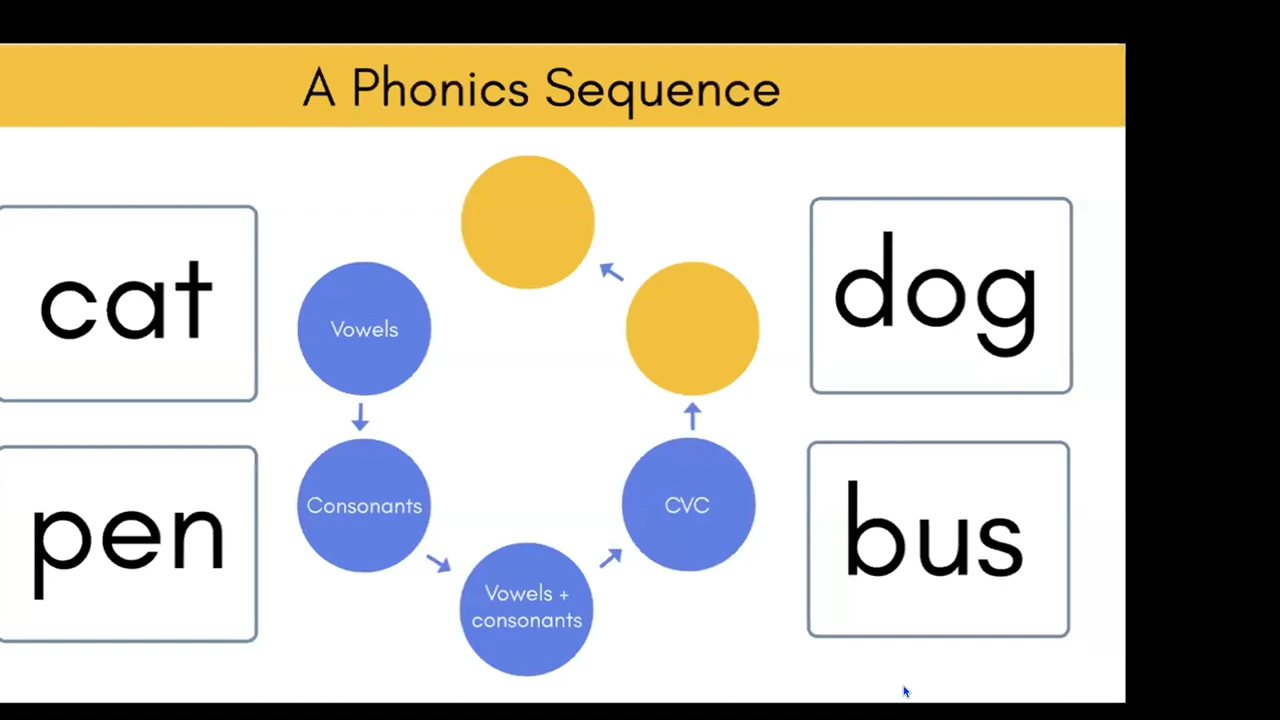 A Phonics Sequence
cat
dog
Vowels
Consonants
CVC
pen
bus
Vowels +
consonants